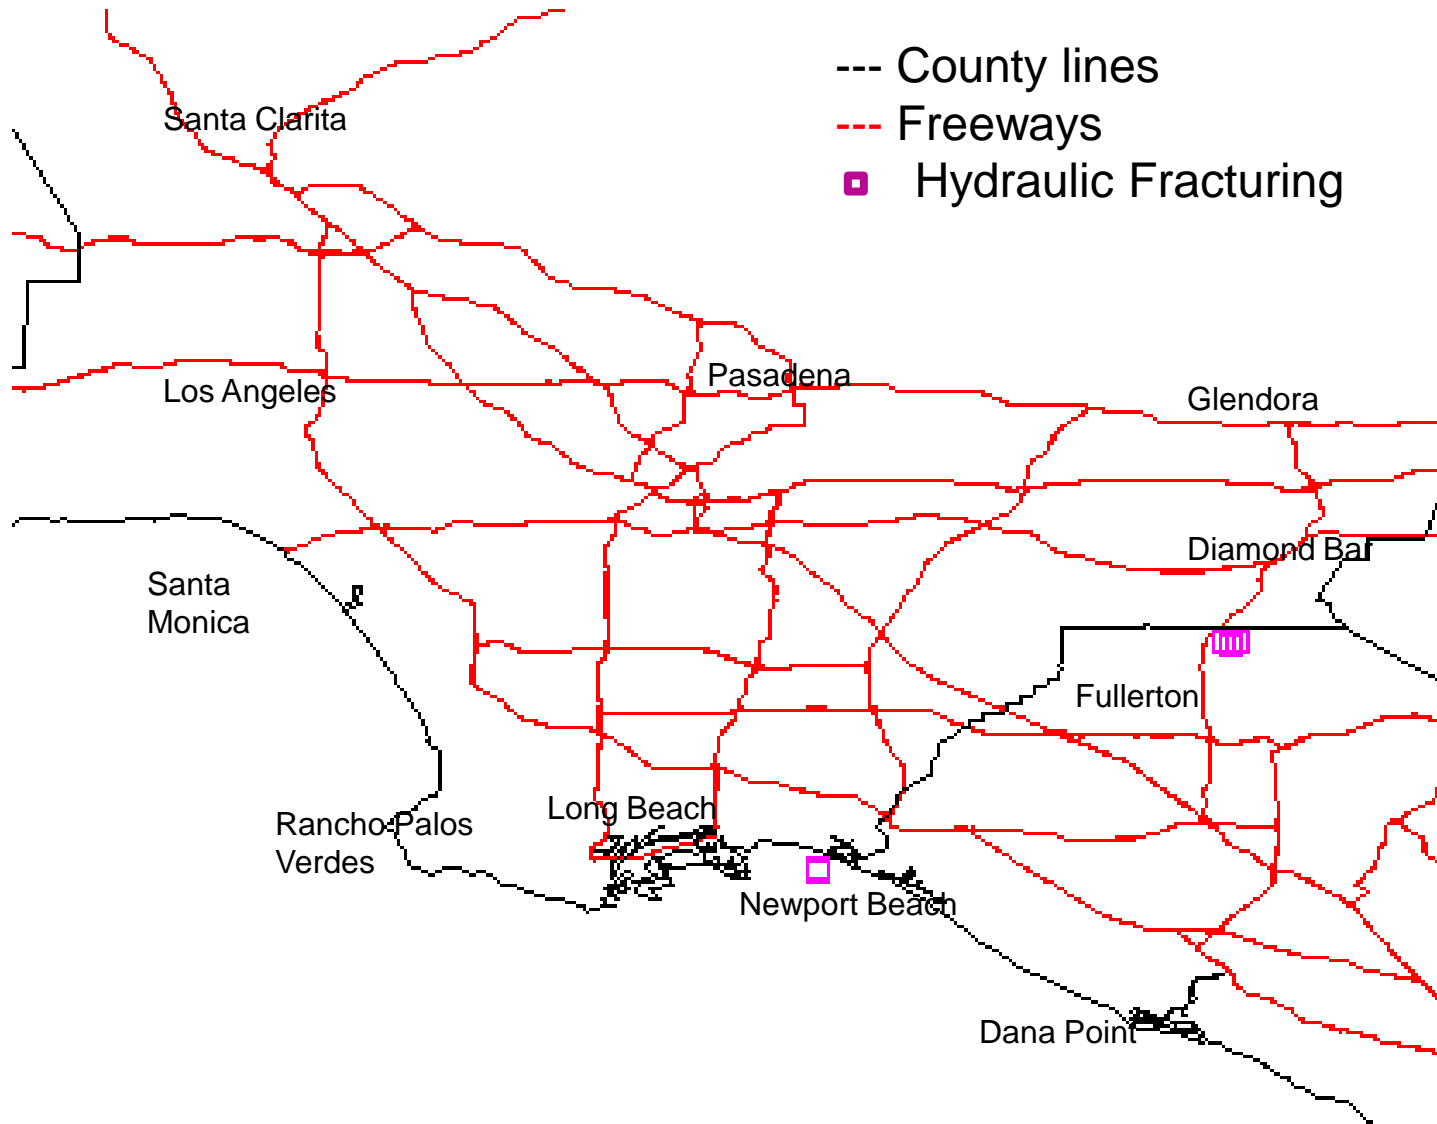 --- County lines
--- Freeways
Hydraulic Fracturing
Santa Clarita
Pasadena
Los Angeles
Glendora
Diamond Bar
Santa
Monica
Fullerton
Long Beach
Rancho Palos
Verdes
Newport Beach
Dana Point